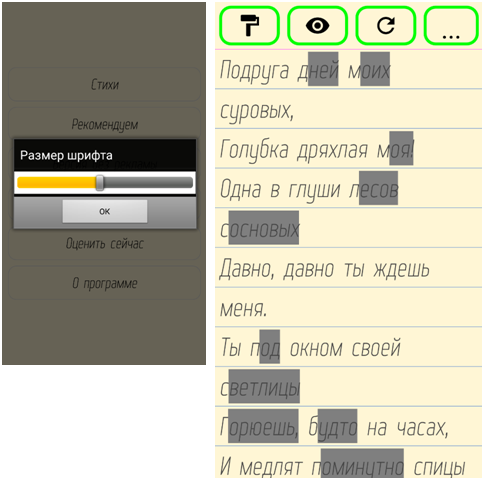 Стихи
Рекомендуем
Размер шрифта
ОК
Оценить сейчас
О программе
...
Подруга дней моих
суровых,
Голубка дряхлая моя!
Одна в глуши лесов
сосновых
Давно, давно ты ждешь
меня.
Ты под окном своей
светлицы
Горюешь, будто на часах,
И медлят поминутно спицы